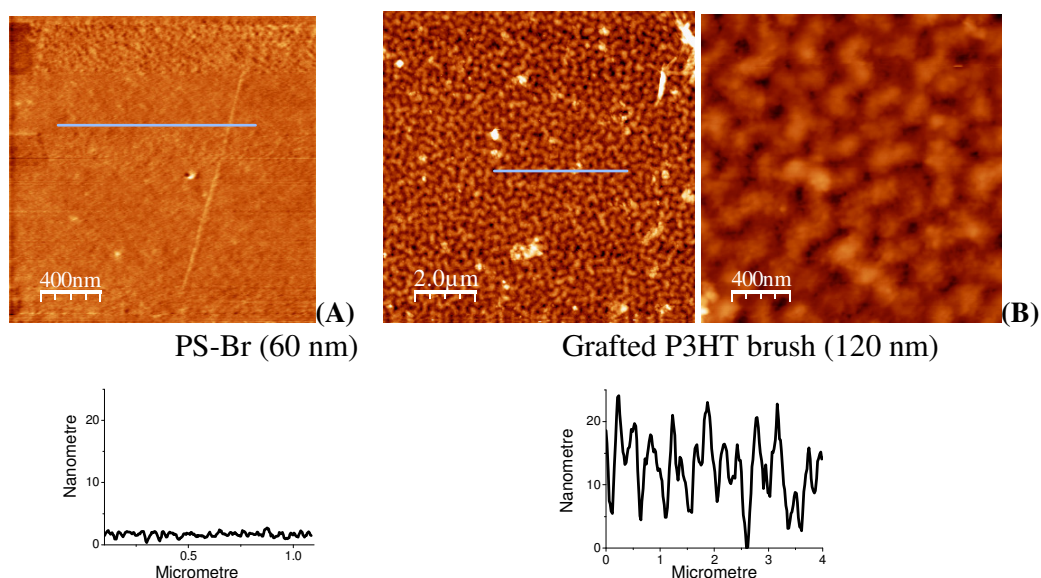 400nm
(A)
2.0µm
400nm
(B)
PS-Br (60 nm)
Grafted P3HT brush (120 nm)
20
10
0
Nanometre
0.5
1.0
Micrometre
20
10
0
Nanometre
0
1
2
3
4
Micrometre